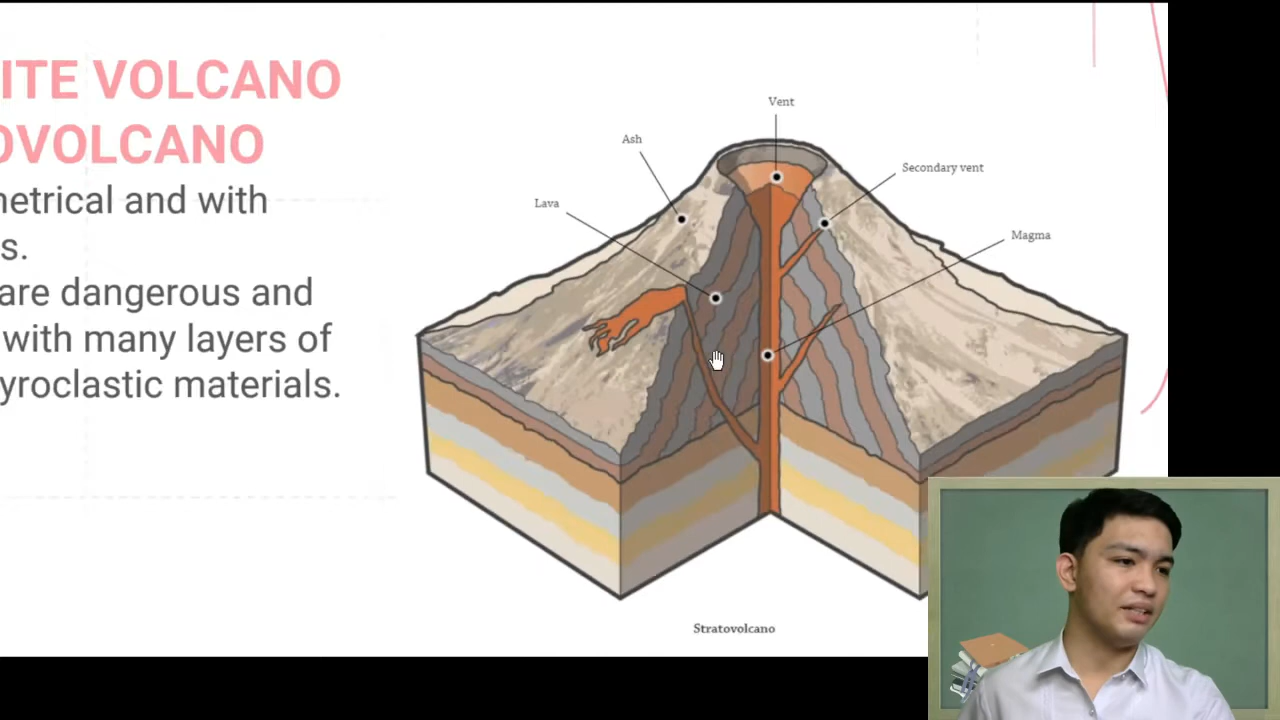 ITE VOLCANO
OVOLCANO
metrical and with
s.
are dangerous and
with many layers of
yroclastic materials.
Vent
Ash
Secondary vent
Lava
Magma
Stratovolcano